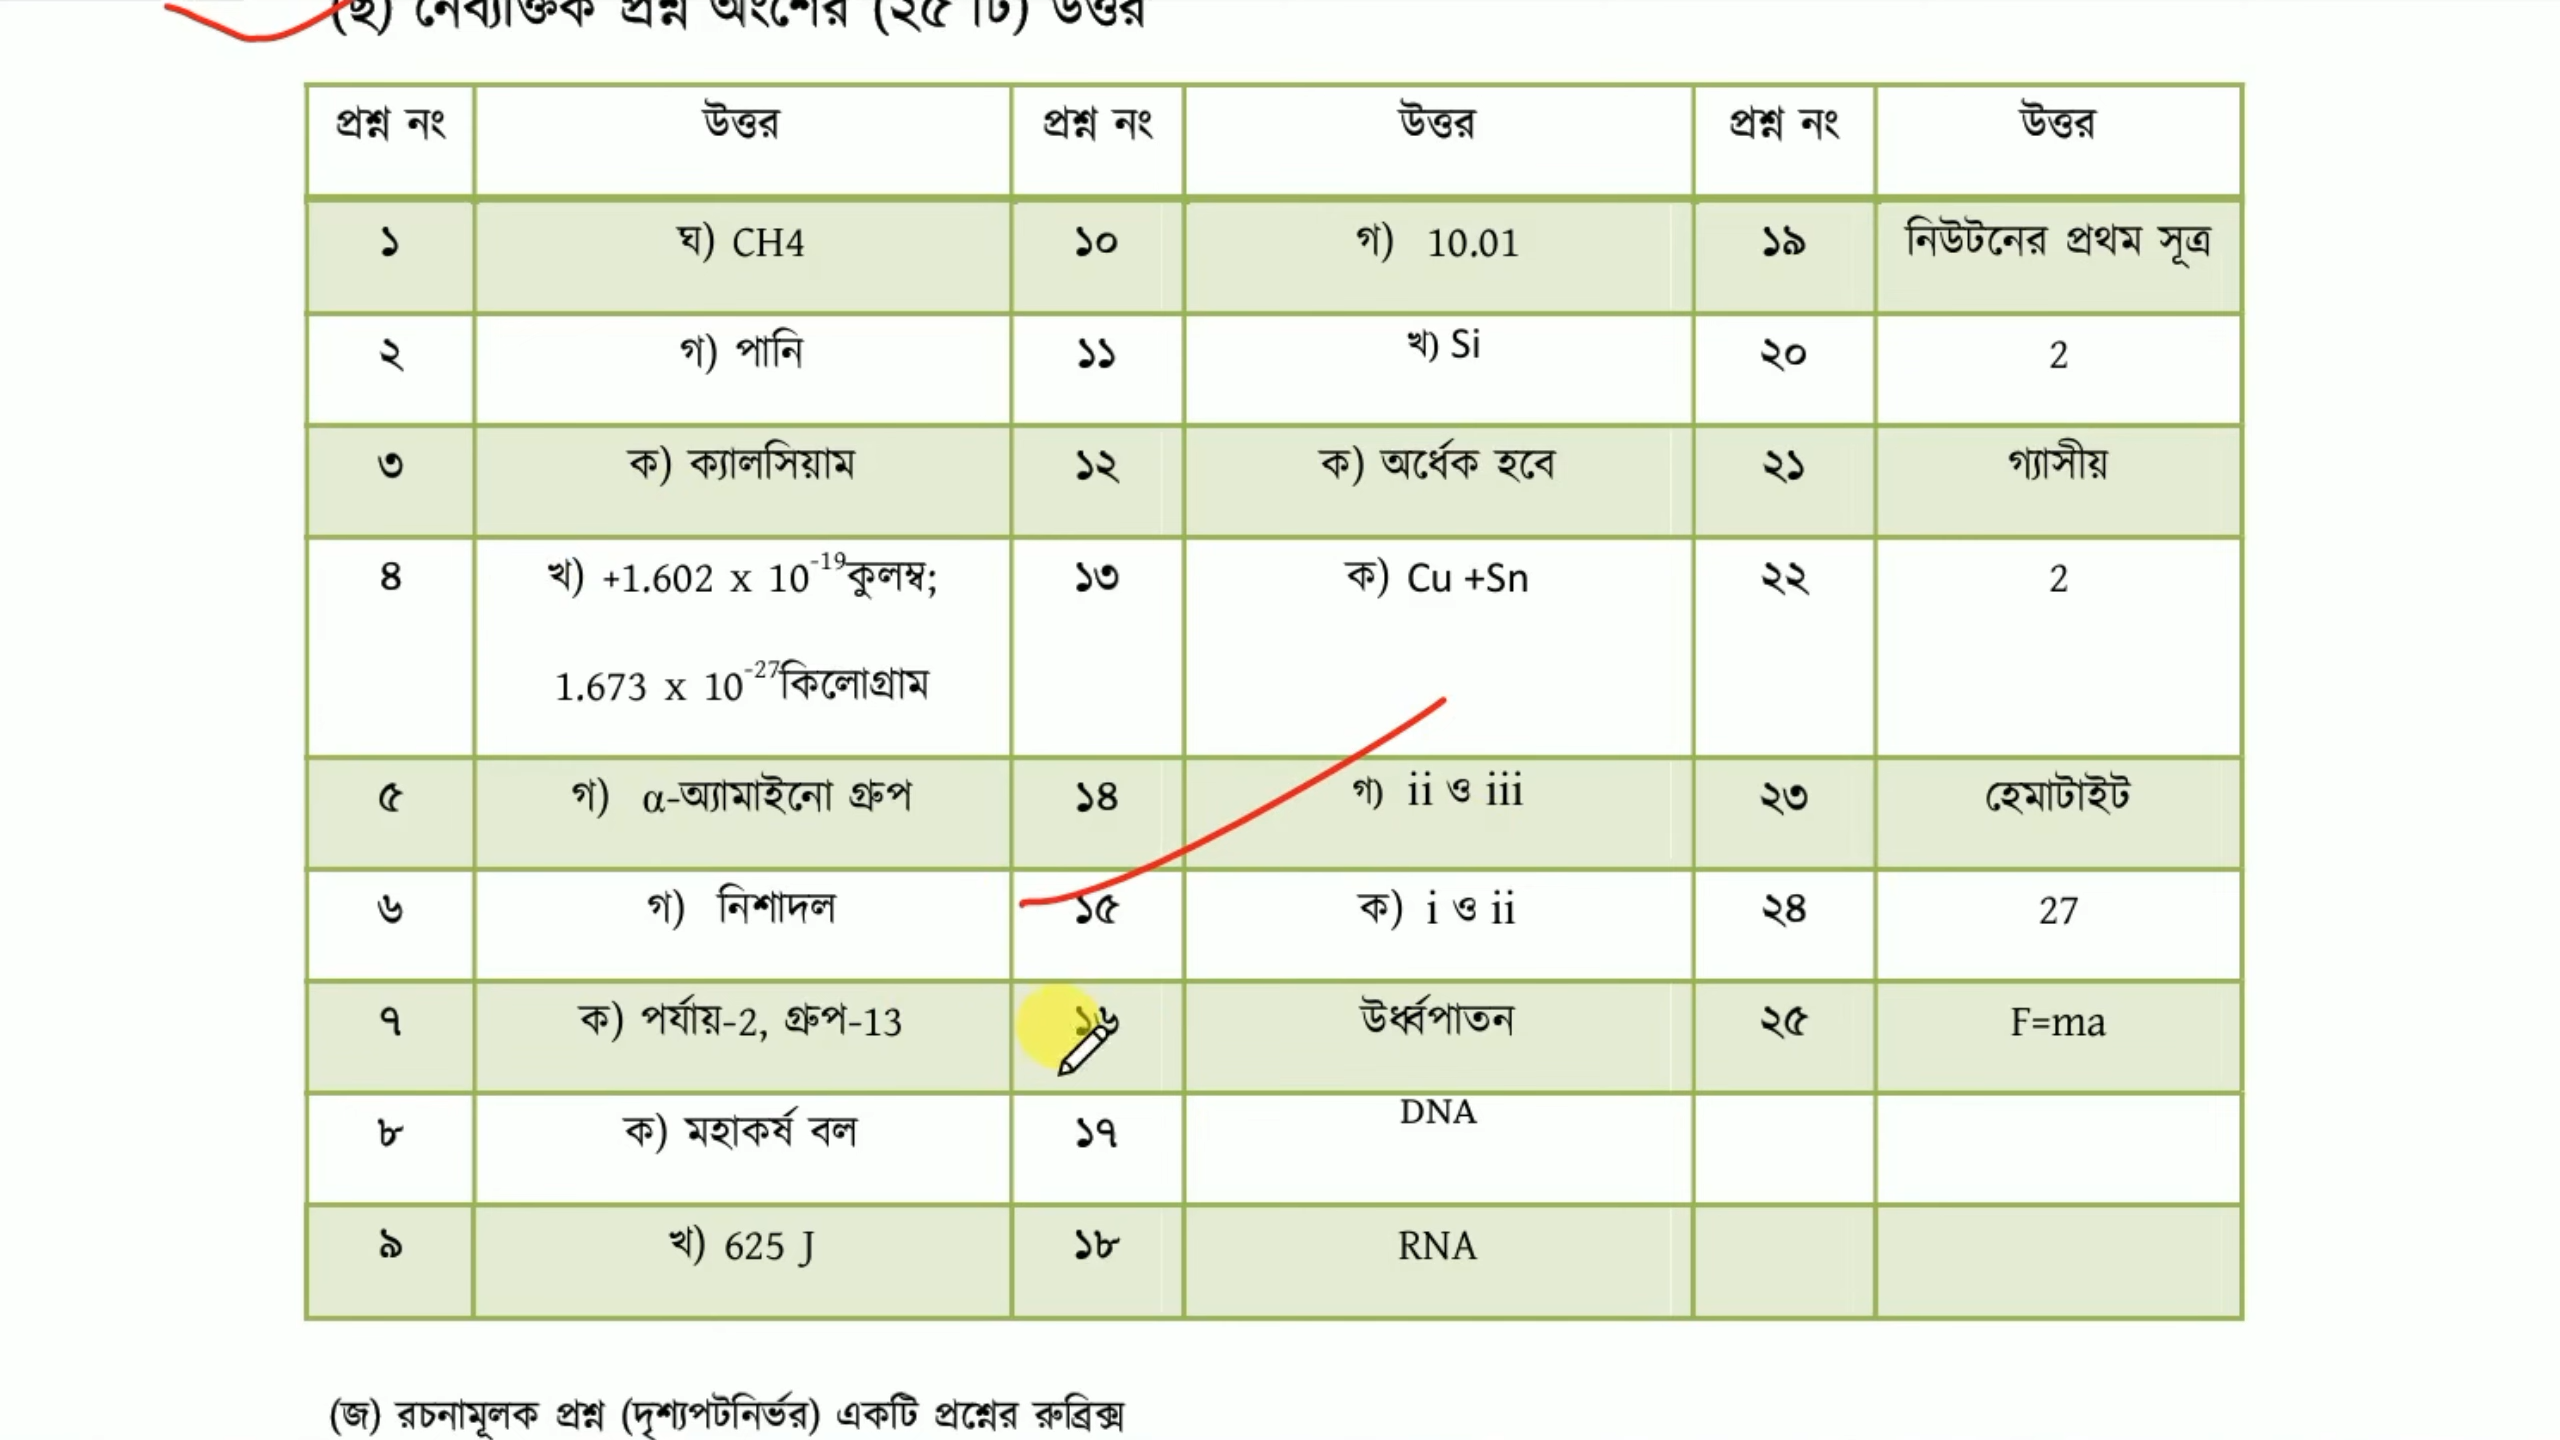 (ছ) নৈর্ব্যক্তিক প্রশ্ন অংশের (২৫ টি) উত্তর
প্রশ্ন নং উত্তর প্রশ্ন নং উত্তর প্রশ্ন নং উত্তর
১ ঘ) CH4 ১০ গ) 10.01 ১৯ নিউটনের প্রথম সূত্র
২ গ) পানি ১১ খ) Si ২০ 2
৩ ক) ক্যালসিয়াম ১২ ক) অর্ধেক হবে ২১ গ্যাসীয়
৪ খ) +1.602 x 10⁻¹⁹কুলম্ব; ১৩ ক) Cu +Sn ২২ 2
1.673 x 10⁻²⁷কিলোগ্রাম
৫ গ) α-অ্যামাইনো গ্রুপ ১৪ গ) ii ও iii ২৩ হেমাটাইট
৬ গ) নিশাদল ১৫ ক) i ও ii ২৪ 27
৭ ক) পর্যায়-2, গ্রুপ-13 ১৬ উর্ধ্বপাতন ২৫ F=ma
৮ ক) মহাকর্ষ বল ১৭ DNA
৯ খ) 625 J ১৮ RNA
(জ) রচনামূলক প্রশ্ন (দৃশ্যপটনির্ভর) একটি প্রশ্নের রুব্রিক্স